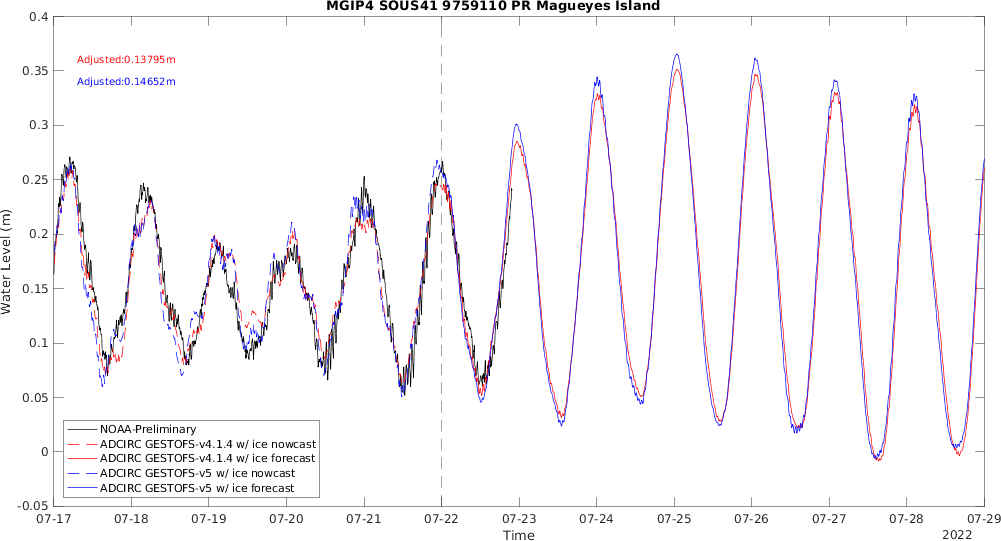 MGIP4 SOUS41 9759110 PR Magueyes Island
0.4
0.35
0.3
0.25
0.2
0.15
0.1
0.05
0
-0.05
Water Level (m)
Adjusted:0.13795m
Adjusted:0.14652m
NOAA-Preliminary
ADCIRC GESTOFS-v4.1.4 w/ ice nowcast
ADCIRC GESTOFS-v4.1.4 w/ ice forecast
ADCIRC GESTOFS-v5 w/ ice nowcast
ADCIRC GESTOFS-v5 w/ ice forecast
07-17 07-18 07-19 07-20 07-21 07-22 07-23 07-24 07-25 07-26 07-27 07-28 07-29
Time
2022